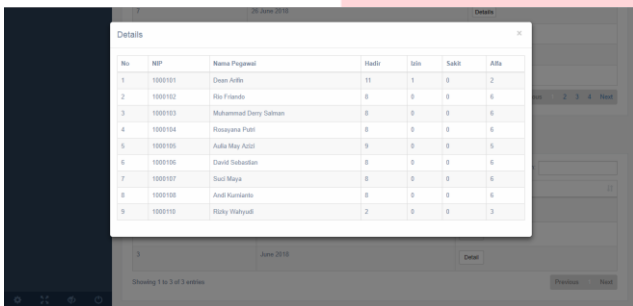 7 26 June 2018 Details
Details ×
No NIP Nama Pegawai Hadir Izin Sakit Alfa
1 1000101 Dean Arifin 11 1 0 2
2 1000102 Rio Friando 8 0 0 6
3 1000103 Muhammad Deny Salman 8 0 0 6
4 1000104 Rosayana Putri 8 0 0 6
5 1000105 Aulia May Azizi 9 0 0 5
6 1000106 David Sebastian 8 0 0 6
7 1000107 Suci Maya 8 0 0 6
8 1000108 Andi Kurnianto 8 0 0 6
9 1000110 Rizky Wahyudi 2 0 0 3
2 3 4 Next
3 June 2018 Detail
Showing 1 to 3 of 3 entries Previous Next